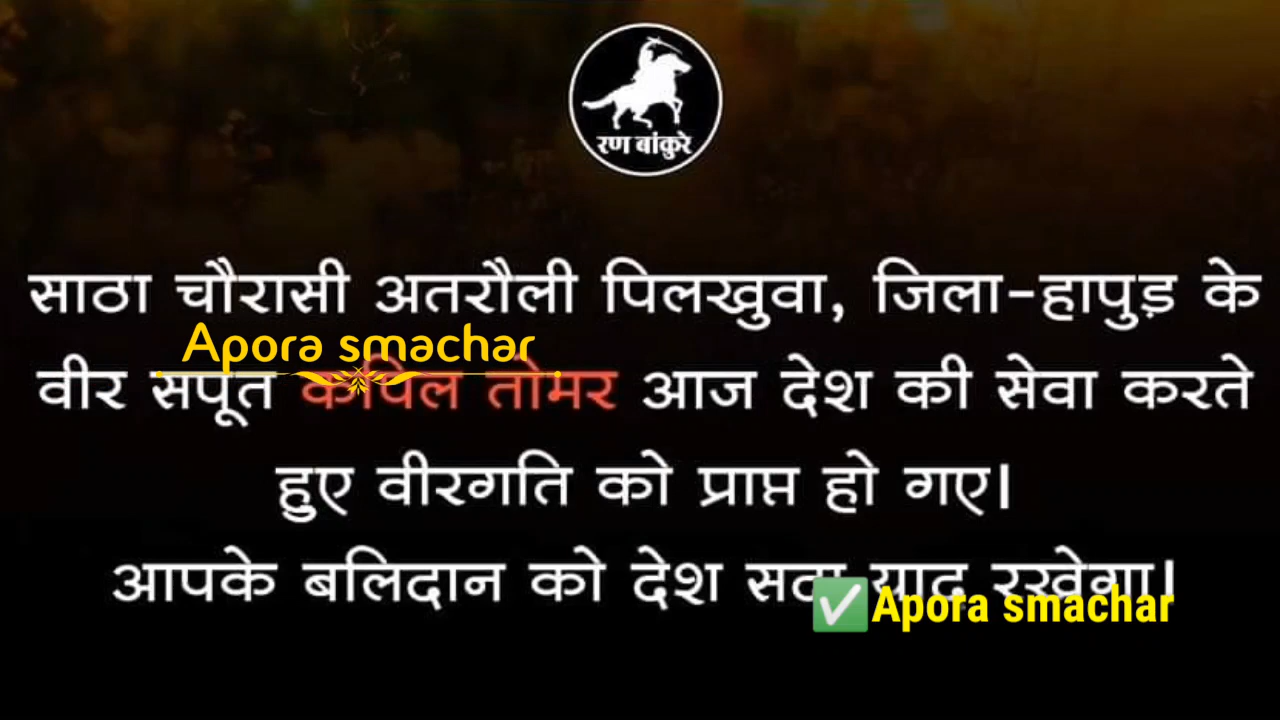 रण बांकुरे
साठा चौरासी अतरौली पिलखुवा, जिला-हापुड़ के
Apora smachar
वीर सपूत कपिल तोमर आज देश की सेवा करते
हुए वीरगति को प्राप्त हो गए।
आपके बलिदान को देश सदा याद रखेगा।
✅Apora smachar